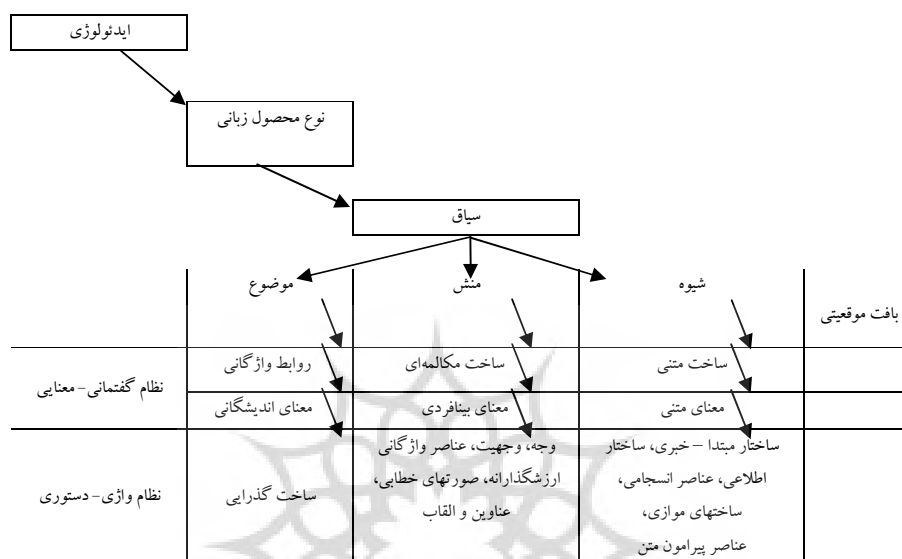 ایدئولوژی
نوع محصول زبانی
سیاق
شیوه
منش
موضوع
بافت موقعیتی
ساخت متنی
ساخت مکالمه‌ای
روابط واژگانی
نظام گفتمانی- معنایی
معنای متنی
معنای بینافردی
معنای اندیشگانی
ساختار مبتدا – خبری، ساختار
اطلاعی، عناصر انسجامی،
ساختهای موازی،
عناصر پیرامون متن
وجه، وجهیت، عناصر واژگانی
ارزشگذارانه، صورتهای خطابی،
عناوین و القاب
ساخت گذرایی
نظام واژی- دستوری